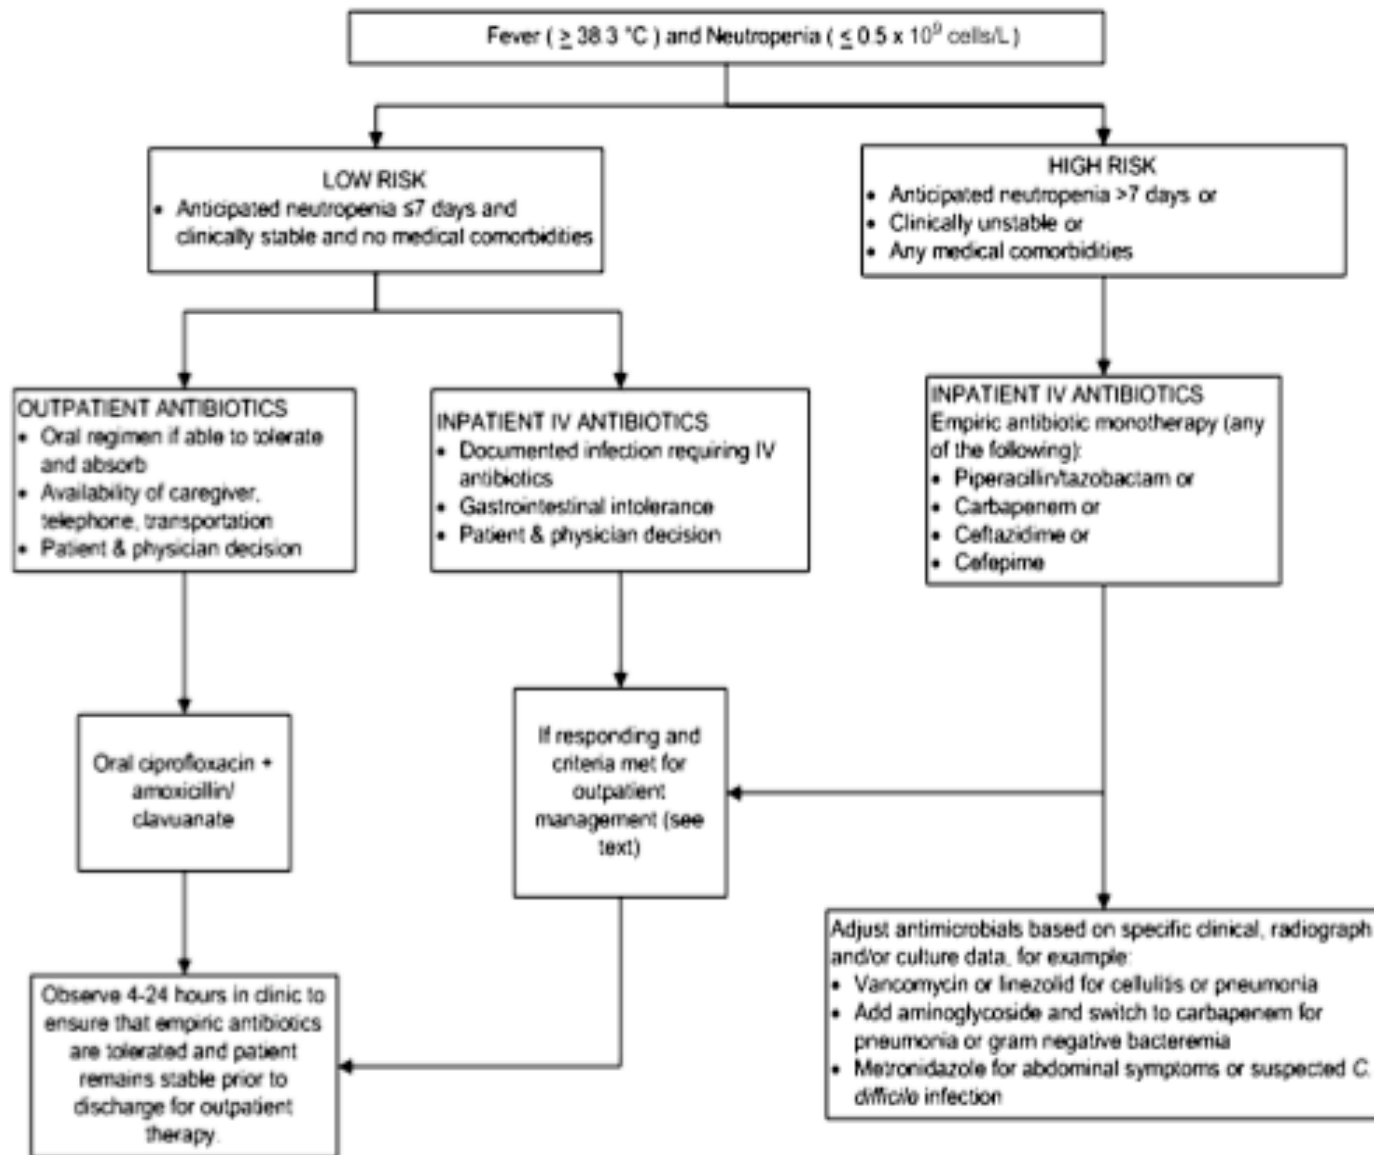 Fever ( ≥ 38.3 °C ) and Neutropenia ( ≤ 0.5 x 10⁹ cells/L )
LOW RISK
• Anticipated neutropenia ≤7 days and
clinically stable and no medical comorbidities
HIGH RISK
• Anticipated neutropenia >7 days or
• Clinically unstable or
• Any medical comorbidities
OUTPATIENT ANTIBIOTICS
• Oral regimen if able to tolerate
and absorb
• Availability of caregiver,
telephone, transportation
• Patient & physician decision
INPATIENT IV ANTIBIOTICS
• Documented infection requiring IV
antibiotics
• Gastrointestinal intolerance
• Patient & physician decision
INPATIENT IV ANTIBIOTICS
Empiric antibiotic monotherapy (any
of the following):
• Piperacillin/tazobactam or
• Carbapenem or
• Ceftazidime or
• Cefepime
Oral ciprofloxacin +
amoxicillin/
clavuanate
If responding and
criteria met for
outpatient
management (see
text)
Observe 4-24 hours in clinic to
ensure that empiric antibiotics
are tolerated and patient
remains stable prior to
discharge for outpatient
therapy.
Adjust antimicrobials based on specific clinical, radiograph
and/or culture data, for example:
• Vancomycin or linezolid for cellulitis or pneumonia
• Add aminoglycoside and switch to carbapenem for
pneumonia or gram negative bacteremia
• Metronidazole for abdominal symptoms or suspected C.
difficile infection